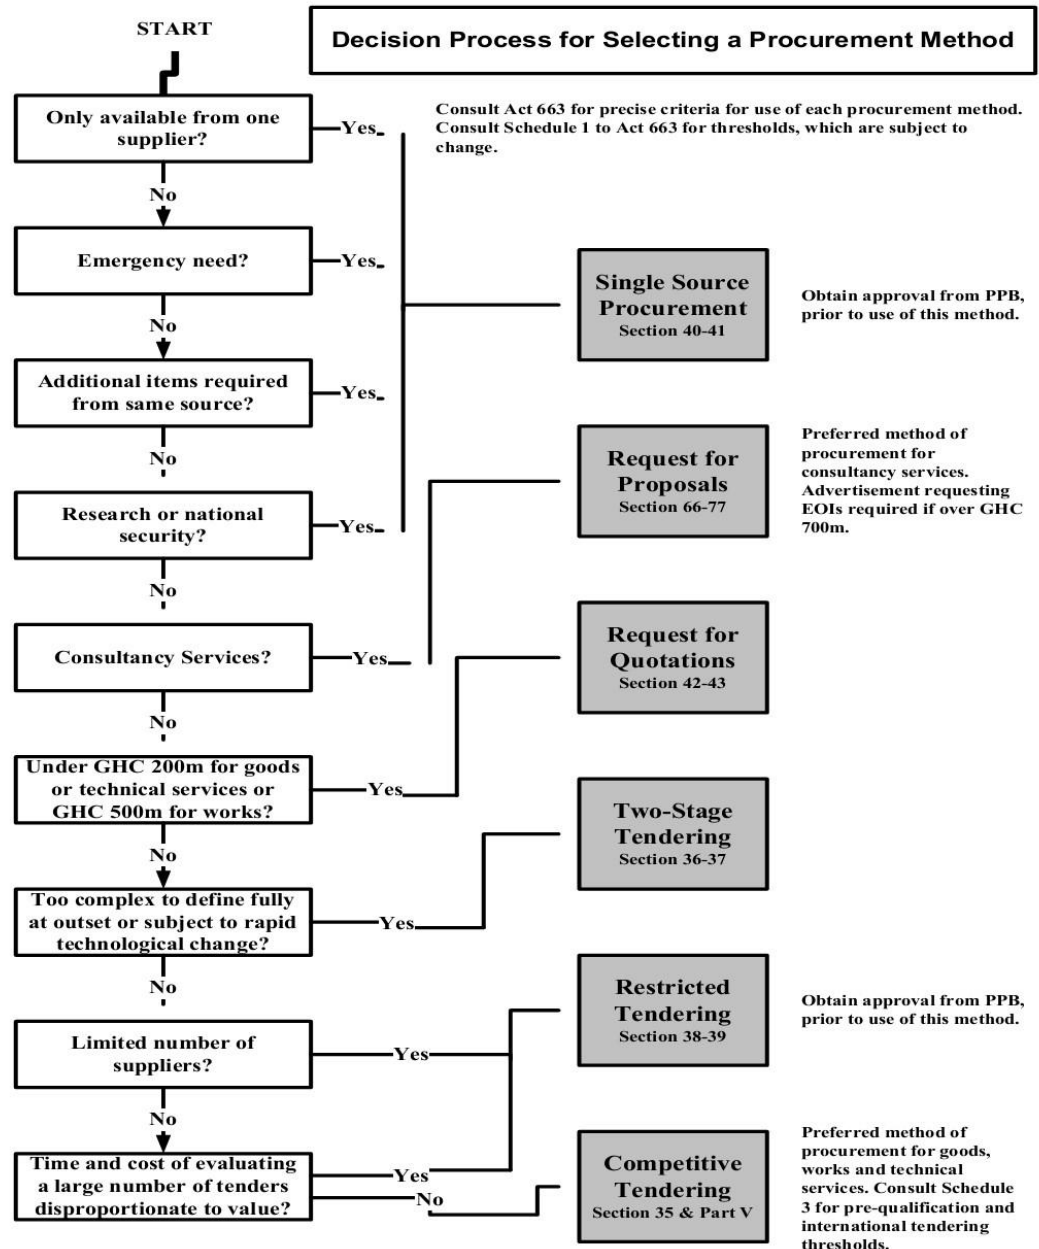 START
Decision Process for Selecting a Procurement Method
Only available from one
supplier?
Yes
Consult Act 663 for precise criteria for use of each procurement method.
Consult Schedule 1 to Act 663 for thresholds, which are subject to
change.
No
Emergency need?
Yes
Single Source
Procurement
Section 40-41
Obtain approval from PPB,
prior to use of this method.
No
Additional items required
from same source?
Yes
Request for
Proposals
Section 66-77
Preferred method of
procurement for
consultancy services.
Advertisement requesting
EOIs required if over GHC
700m.
No
Research or national
security?
Yes
No
Request for
Quotations
Section 42-43
Consultancy Services?
Yes
No
Under GHC 200m for goods
or technical services or
GHC 500m for works?
Yes
Two-Stage
Tendering
Section 36-37
No
Too complex to define fully
at outset or subject to rapid
technological change?
Yes
No
Restricted
Tendering
Section 38-39
Obtain approval from PPB,
prior to use of this method.
Limited number of
suppliers?
Yes
No
Time and cost of evaluating
a large number of tenders
disproportionate to value?
Yes
No
Competitive
Tendering
Section 35 & Part V
Preferred method of
procurement for goods,
works and technical
services. Consult Schedule
3 for pre-qualification and
international tendering
thresholds.